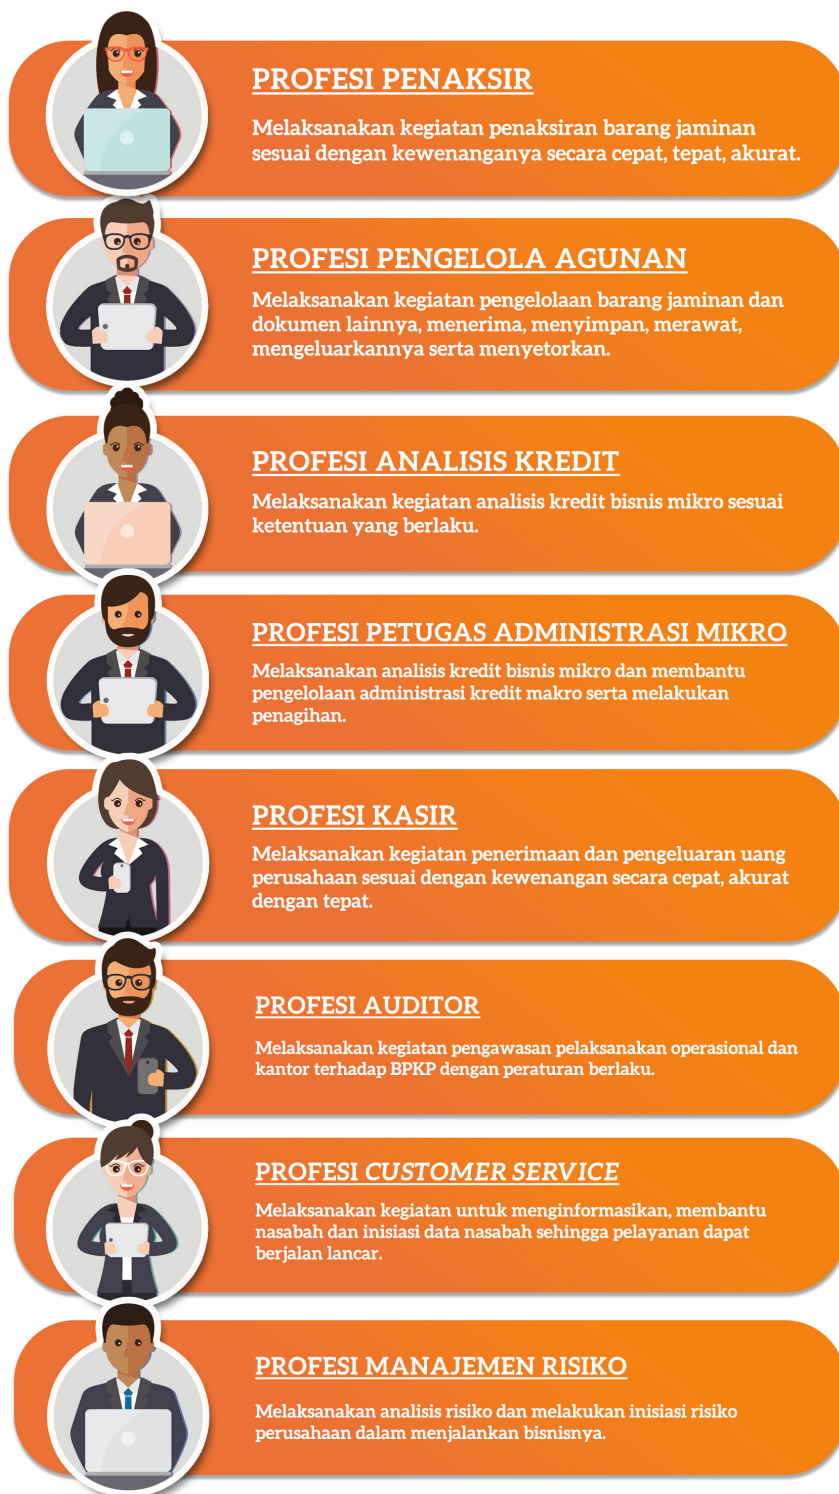 PROFESI PENAKSIR
Melaksanakan kegiatan penaksiran barang jaminan
sesuai dengan kewenanganya secara cepat, tepat, akurat.
PROFESI PENGELOLA AGUNAN
Melaksanakan kegiatan pengelolaan barang jaminan dan
dokumen lainnya, menerima, menyimpan, merawat,
mengeluarkannya serta menyetorkan.
PROFESI ANALISIS KREDIT
Melaksanakan kegiatan analisis kredit bisnis mikro sesuai
ketentuan yang berlaku.
PROFESI PETUGAS ADMINISTRASI MIKRO
Melaksanakan analisis kredit bisnis mikro dan membantu
pengelolaan administrasi kredit makro serta melakukan
penagihan.
PROFESI KASIR
Melaksanakan kegiatan penerimaan dan pengeluaran uang
perusahaan sesuai dengan kewenangan secara cepat, akurat
dengan tepat.
PROFESI AUDITOR
Melaksanakan kegiatan pengawasan pelaksanakan operasional dan
kantor terhadap BPKP dengan peraturan berlaku.
PROFESI CUSTOMER SERVICE
Melaksanakan kegiatan untuk menginformasikan, membantu
nasabah dan inisiasi data nasabah sehingga pelayanan dapat
berjalan lancar.
PROFESI MANAJEMEN RISIKO
Melaksanakan analisis risiko dan melakukan inisiasi risiko
perusahaan dalam menjalankan bisnisnya.